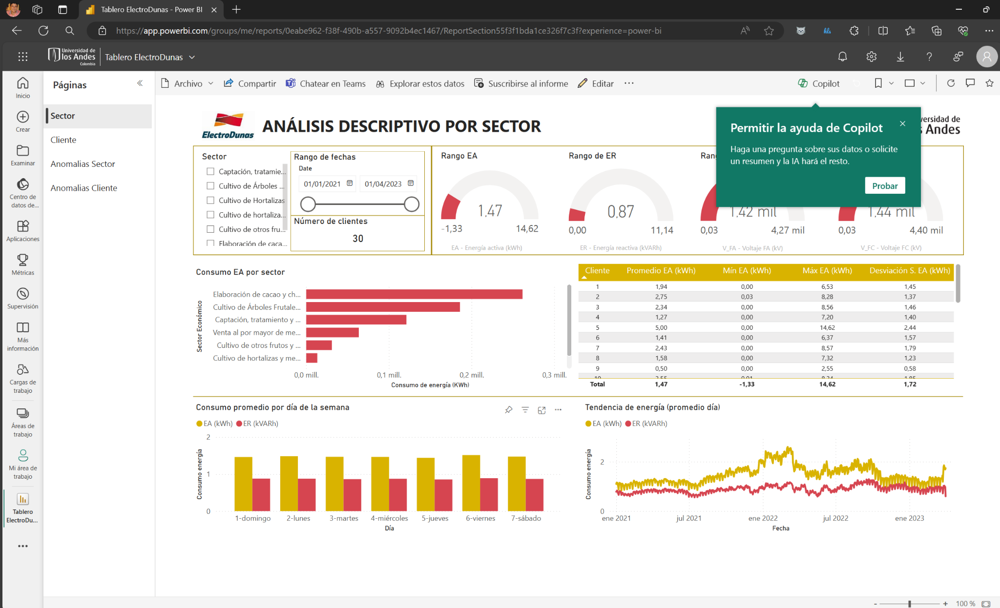 Tablero ElectroDunas - Power BI
https://app.powerbi.com/groups/me/reports/0eabe962-f38f-490b-a557-9092b4ec1467/ReportSection55f3f1bda1ce326f7c3f?experience=power-bi
Universidad de
los Andes
Colombia
Tablero ElectroDunas
Inicio
Crear
Examinar
Centro de
datos de...
Aplicaciones
Métricas
Supervisión
Más
información
Cargas de
trabajo
Áreas de
trabajo
Mi área de
trabajo
Tablero
ElectroDu...
Páginas
Sector
Cliente
Anomalias Sector
Anomalias Cliente
Archivo Compartir Chatear en Teams Explorar estos datos Suscribirse al informe Editar ... Copilot
ElectroDunas
ANÁLISIS DESCRIPTIVO POR SECTOR
versidad de
s Andes
Permitir la ayuda de Copilot
Haga una pregunta sobre sus datos o solicite
un resumen y la IA hará el resto.
Probar
Sector
Captación, tratamie...
Cultivo de Árboles ...
Cultivo de Hortalizas
Cultivo de hortaliza...
Cultivo de otros fru...
Elaboración de caca...
Rango de fechas
Date
01/01/2021 01/04/2023
Número de clientes
30
Rango EA
1,47
-1,33 14,62
EA - Energía activa (kWh)
Rango de ER
0,87
0,00 11,14
ER - Energía reactiva (kVARh)
Ran
1,42 mil
0,03 4,27 mil
V_FA - Voltaje FA (kV)
1,44 mil
0,03 4,40 mil
V_FC - Voltaje FC (kV)
Consumo EA por sector
Sector Económico
Elaboración de cacao y ch...
Cultivo de Árboles Frutale...
Captación, tratamiento y ...
Venta al por mayor de me...
Cultivo de otros frutos y ...
Cultivo de hortalizas y me...
0,0 mill. 0,1 mill. 0,2 mill. 0,3 mill.
Consumo de energía (KWh)
Cliente Promedio EA (kWh) Mín EA (kWh) Máx EA (kWh) Desviación S. EA (kWh)
1 1,94 0,00 6,53 1,45
2 2,75 0,03 8,28 1,37
3 2,34 0,00 8,56 1,46
4 1,27 0,00 7,20 1,40
5 5,00 0,00 14,62 2,44
6 1,41 0,00 6,37 1,57
7 2,43 0,00 8,57 1,79
8 1,58 0,00 7,32 1,23
9 0,50 0,00 2,55 0,58
Total 1,47 -1,33 14,62 1,72
Consumo promedio por día de la semana
EA (kWh) ER (kVARh)
Consumo energía
2
1
0
1-domingo 2-lunes 3-martes 4-miércoles 5-jueves 6-viernes 7-sábado
Día
Tendencia de energía (promedio día)
EA (kWh) ER (kVARh)
Consumo energía
2
0
ene 2021 jul 2021 ene 2022 jul 2022 ene 2023
Fecha
- + 100 %